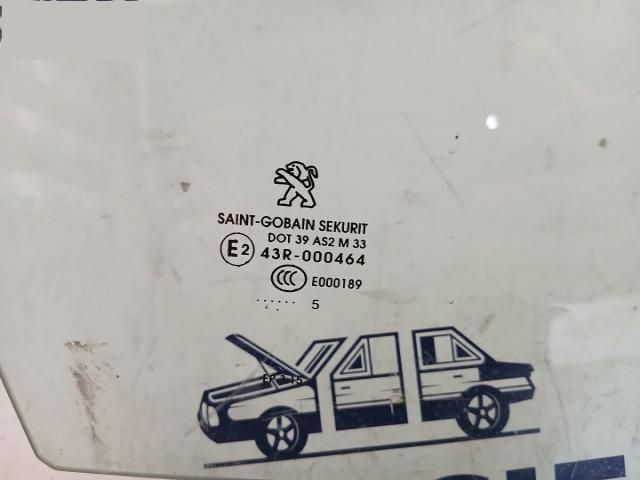 SAINT-GOBAIN SEKURIT
DOT 39 AS2 M 33
E2 43R-000464
CCC E000189
...... 5